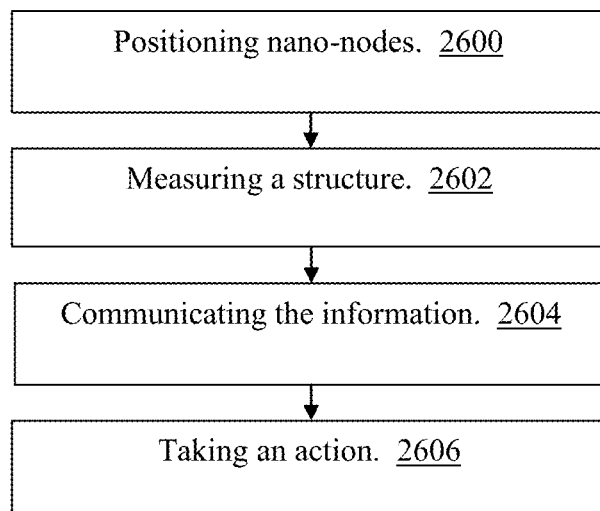 Positioning nano-nodes. 2600
Measuring a structure. 2602
Communicating the information. 2604
Taking an action. 2606